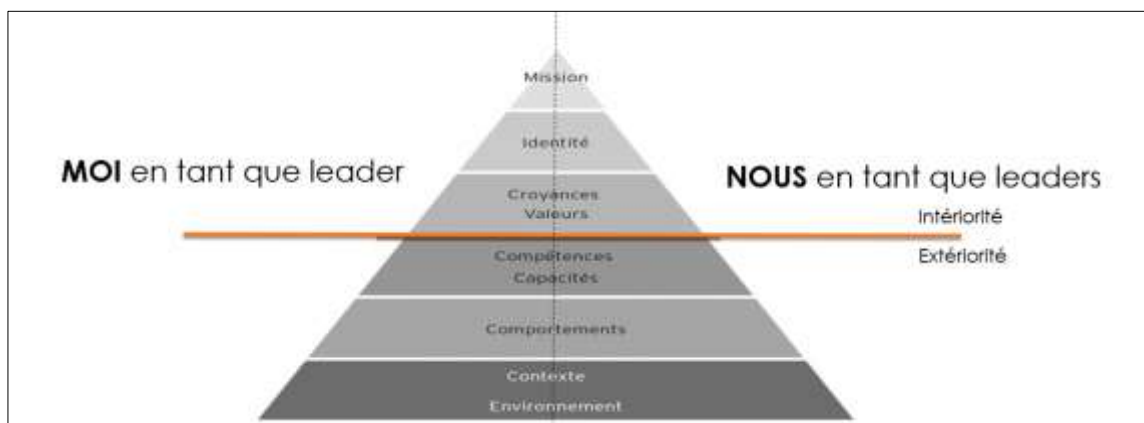 Mission
Identité
MOI en tant que leader
NOUS en tant que leaders
Croyances
Valeurs
Intériorité
Compétences
Extériorité
Capacités
Comportements
Contexte
Environnement